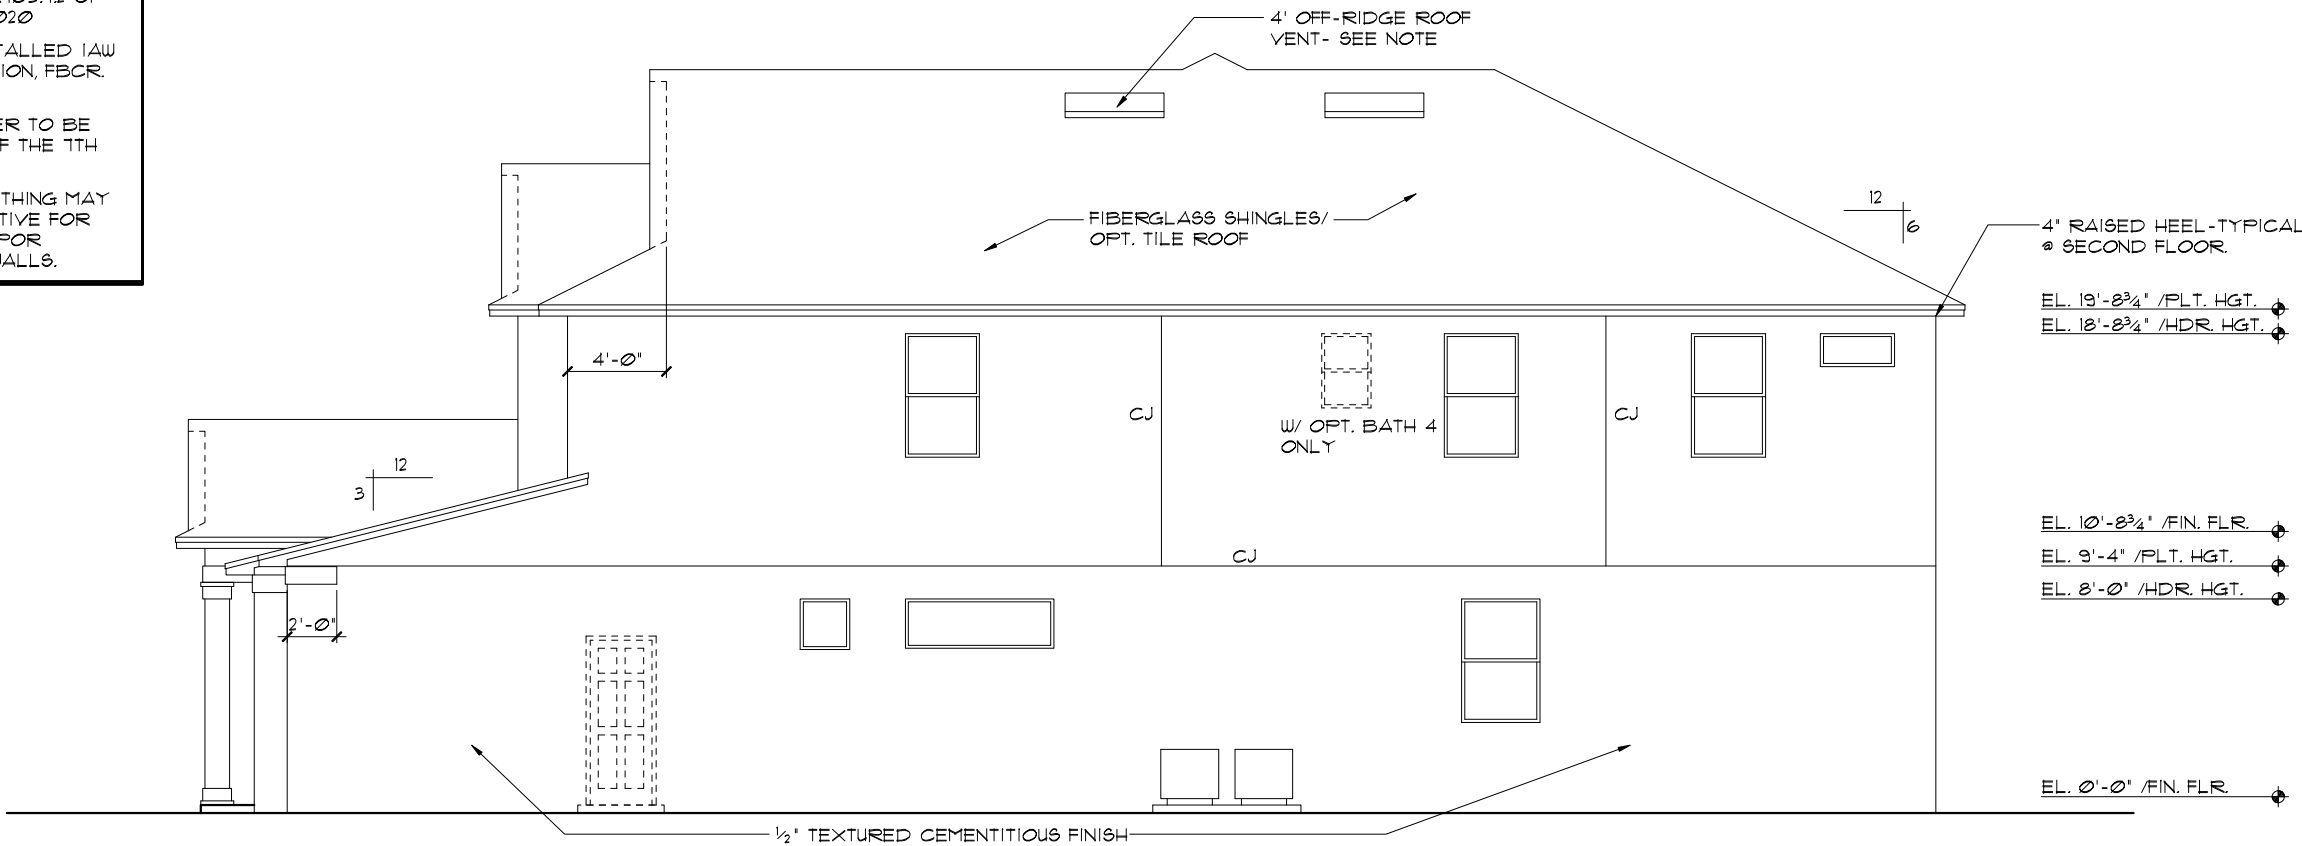 TALLED IAW
ION, FBCR.
ER TO BE
F THE 7TH
THING MAY
TIVE FOR
POR
4' OFF-RIDGE ROOF
VENT- SEE NOTE
FIBERGLASS SHINGLES/
OPT. TILE ROOF
12
6
4" RAISED HEEL-TYPICAL
@ SECOND FLOOR.
EL. 19'-8¾" /PLT. HGT.
EL. 18'-8¾" /HDR. HGT.
4'-0"
CJ
W/ OPT. BATH 4
ONLY
CJ
12
3
CJ
EL. 10'-8¾" /FIN. FLR.
EL. 9'-4" /PLT. HGT.
EL. 8'-0" /HDR. HGT.
2'-0"
EL. 0'-0" /FIN. FLR.
½" TEXTURED CEMENTITIOUS FINISH